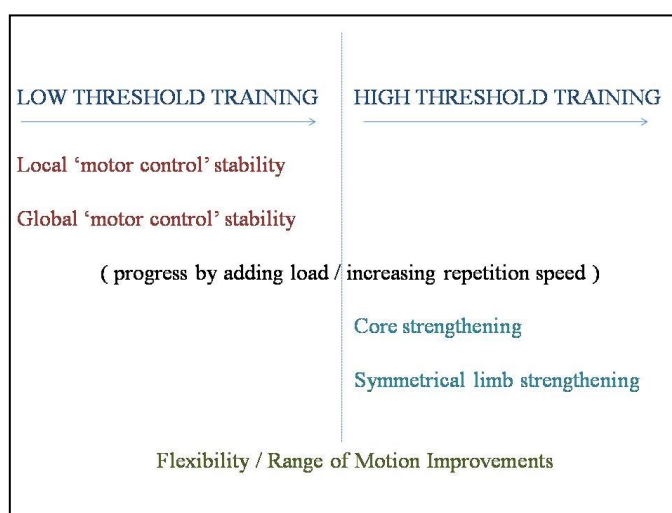 LOW THRESHOLD TRAINING
HIGH THRESHOLD TRAINING
Local ‘motor control’ stability
Global ‘motor control’ stability
( progress by adding load / increasing repetition speed )
Core strengthening
Symmetrical limb strengthening
Flexibility / Range of Motion Improvements